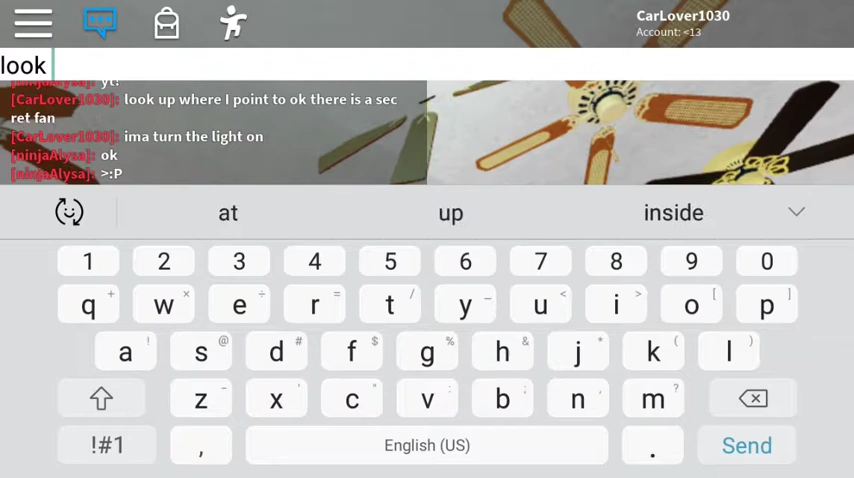 CarLover1030
Account: <13
look
[ninjaAlysa]: yt!
[CarLover1030]: look up where I point to ok there is a sec
ret fan
[CarLover1030]: ima turn the light on
[ninjaAlysa]: ok
[ninjaAlysa]: >:P
at up inside
1 2 3 4 5 6 7 8 9 0
q + w × e ÷ r = t / y _ u < i > o [ p ]
a ! s @ d # f $ g % h & j * k ( l )
z - x ' c " v : b ; n , m ?
!#1 , English (US) . Send